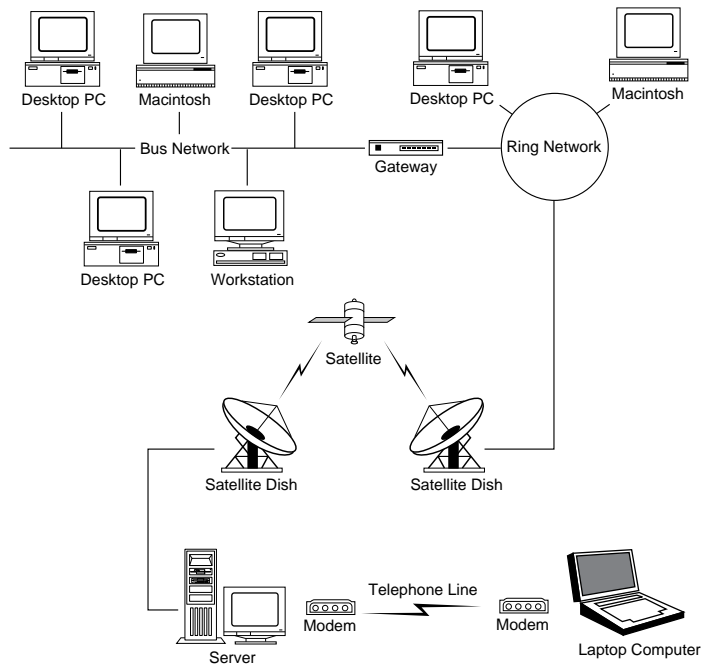 Desktop PC
Macintosh
Desktop PC
Desktop PC
Macintosh
Bus Network
Gateway
Ring Network
Desktop PC
Workstation
Satellite
Satellite Dish
Satellite Dish
Telephone Line
Modem
Modem
Server
Laptop Computer